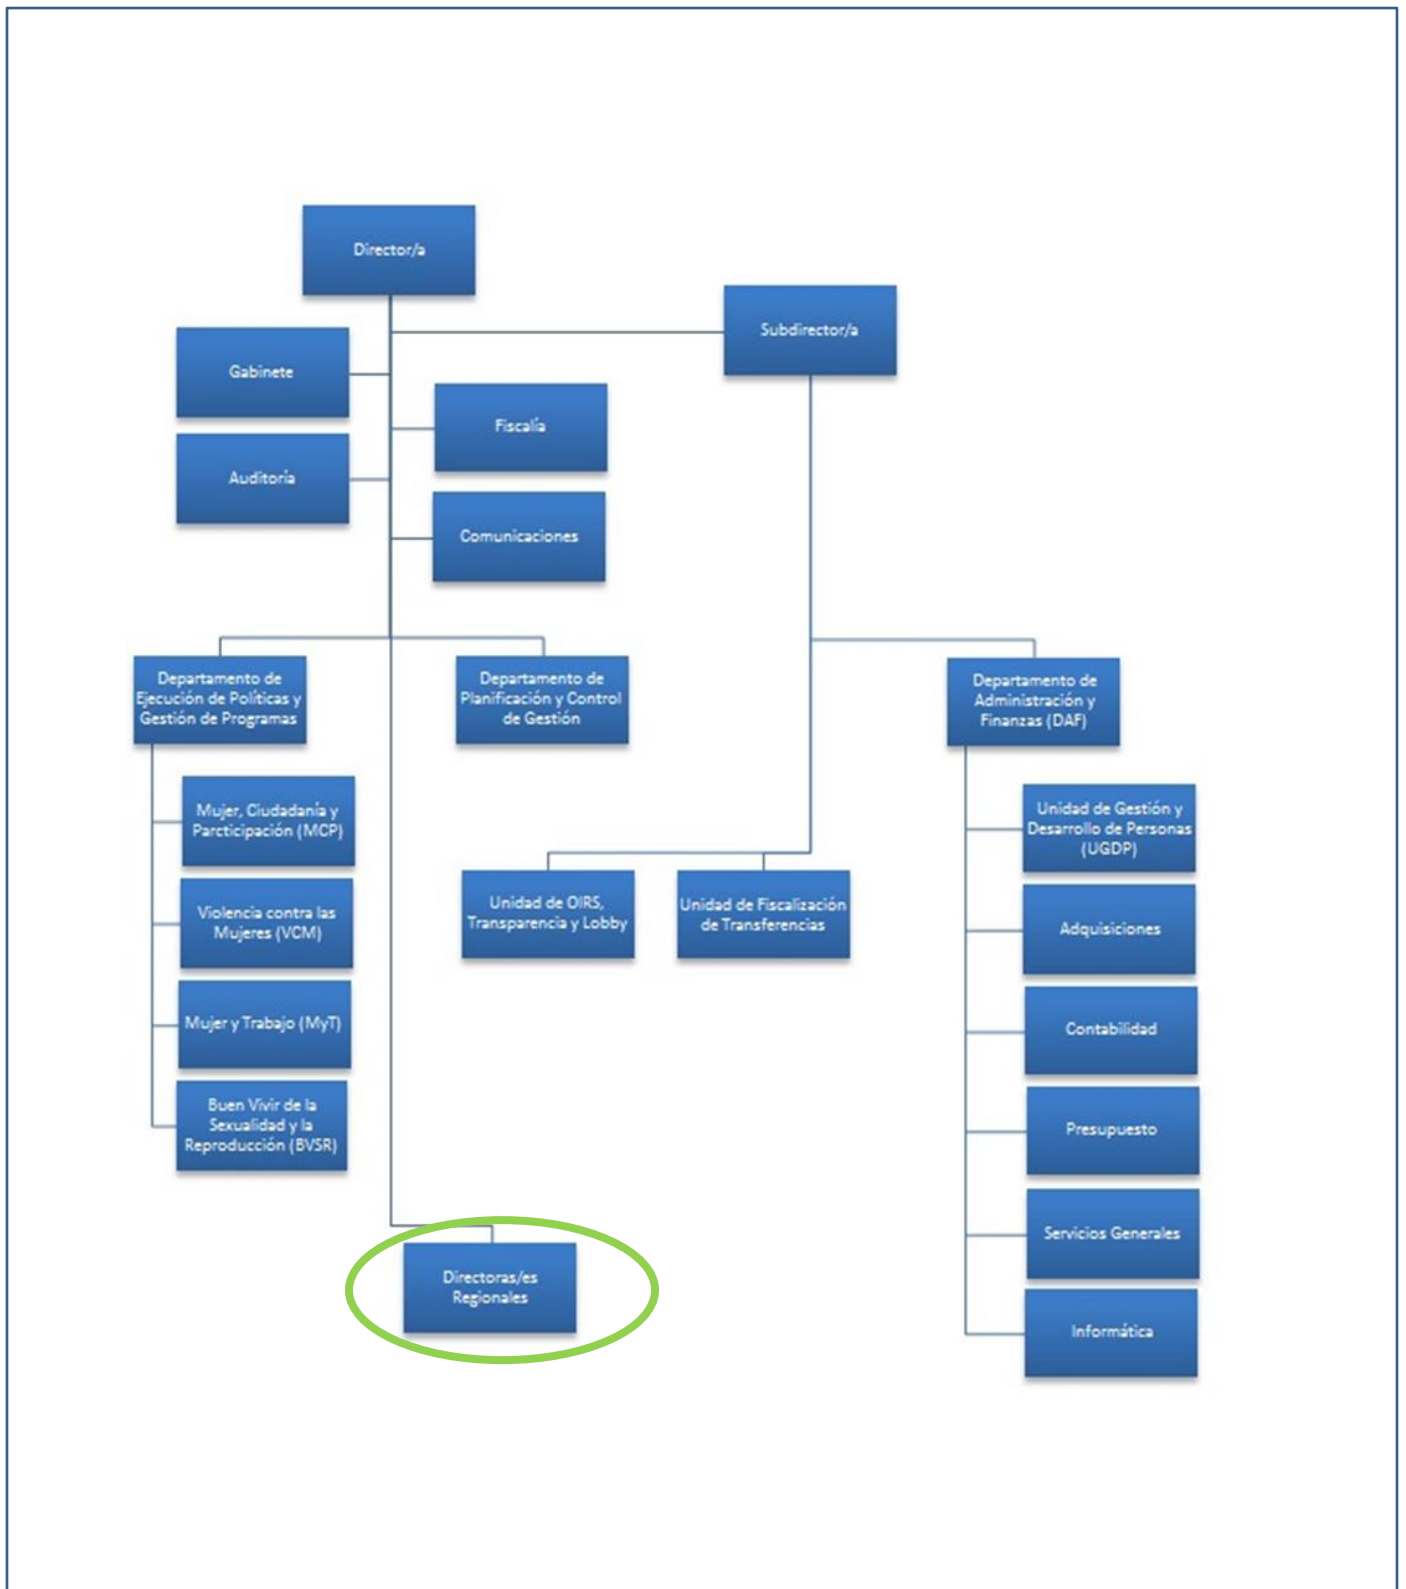 Director/a
Subdirector/a
Gabinete
Fiscalía
Auditoría
Comunicaciones
Departamento de
Ejecución de Políticas y
Gestión de Programas
Departamento de
Planificación y Control
de Gestión
Departamento de
Administración y
Finanzas (DAF)
Mujer, Ciudadanía y
Parcticipación (MCP)
Violencia contra las
Mujeres (VCM)
Mujer y Trabajo (MyT)
Buen Vivir de la
Sexualidad y la
Reproducción (BVSR)
Unidad de OIRS,
Transparencia y Lobby
Unidad de Fiscalización
de Transferencias
Unidad de Gestión y
Desarrollo de Personas
(UGDP)
Adquisiciones
Contabilidad
Presupuesto
Servicios Generales
Informática
Directoras/es
Regionales